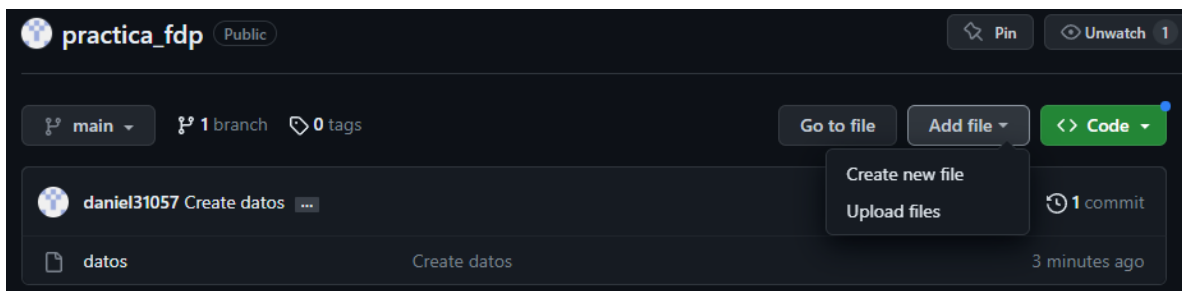 practica_fdp Public Pin Unwatch 1
main 1 branch 0 tags Go to file Add file <> Code
Create new file
Upload files
daniel31057 Create datos ... 1 commit
datos Create datos 3 minutes ago